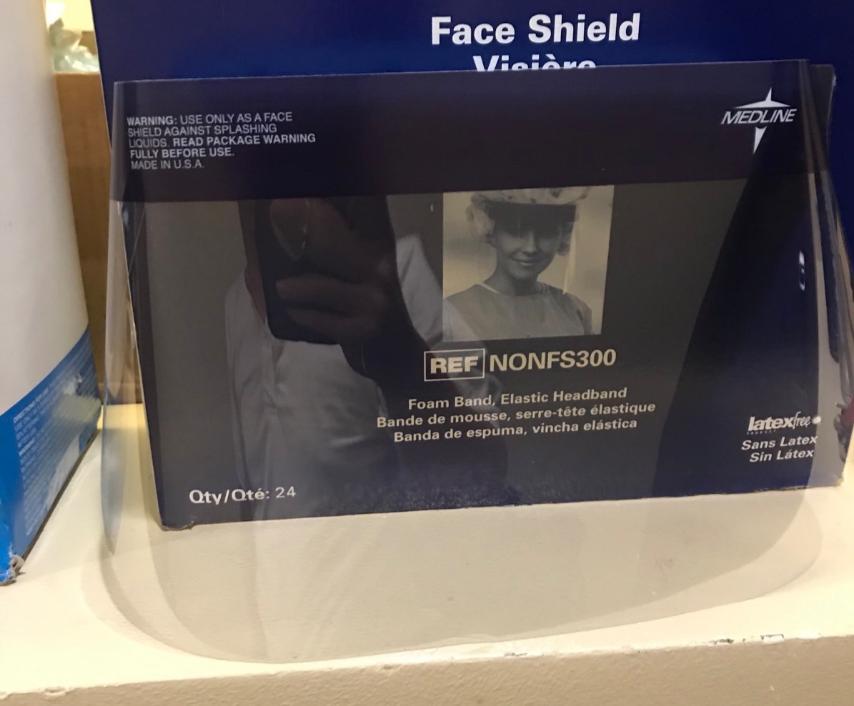 Face Shield
Visière
WARNING: USE ONLY AS A FACE
SHIELD AGAINST SPLASHING
LIQUIDS. READ PACKAGE WARNING
FULLY BEFORE USE.
MADE IN U.S.A.
MEDLINE
REF NONFS300
Foam Band, Elastic Headband
Bande de mousse, serre-tête élastique
Banda de espuma, vincha elástica
latexfree
Sans Latex
Sin Látex
Qty/Qté: 24